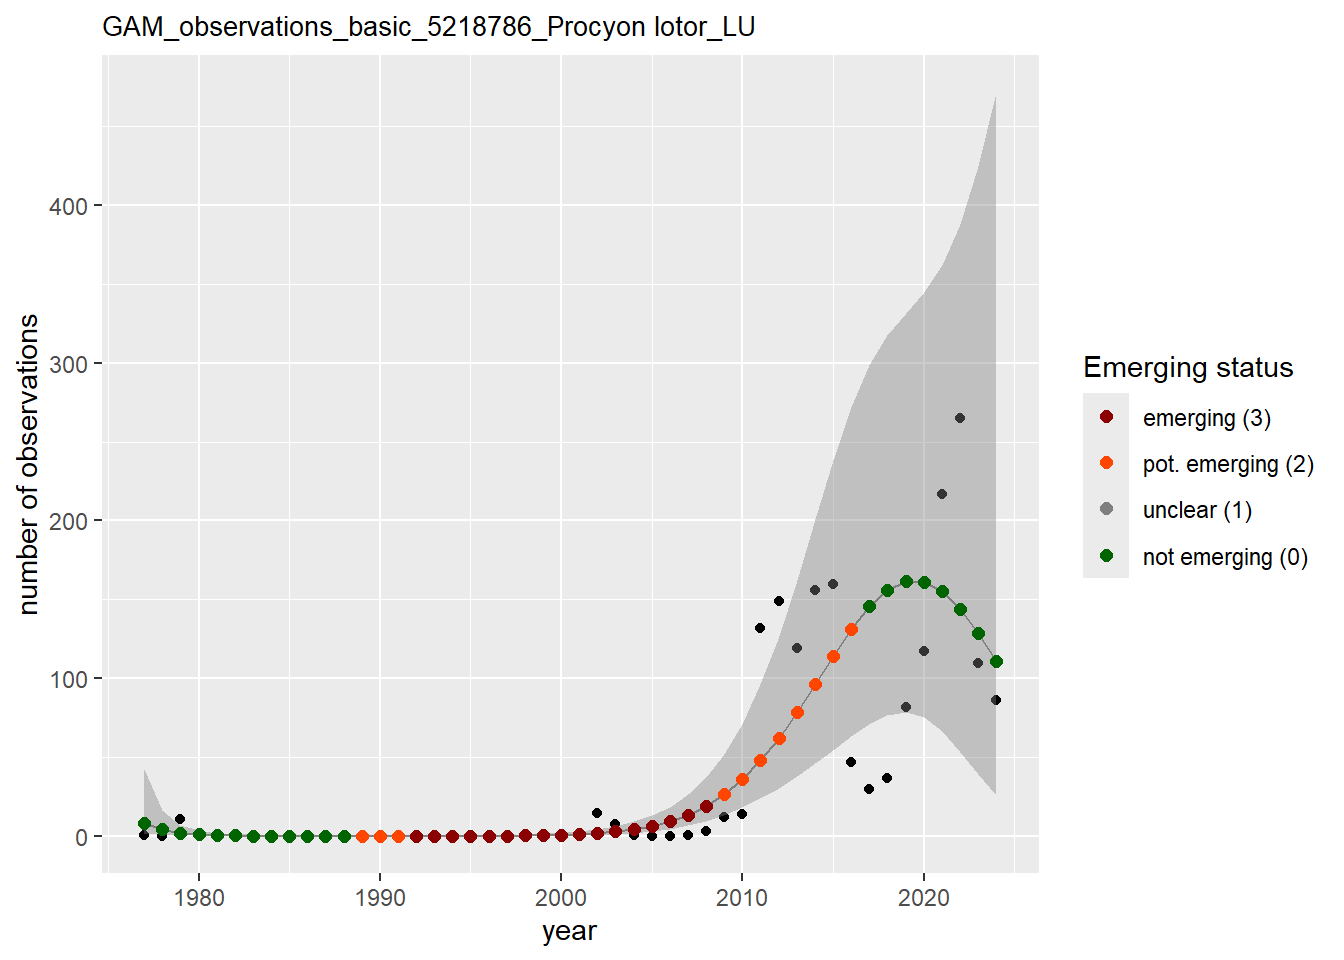 GAM_observations_basic_5218786_Procyon lotor_LU
number of observations
400
300
200
100
0
1980 1990 2000 2010 2020
year
Emerging status
emerging (3)
pot. emerging (2)
unclear (1)
not emerging (0)